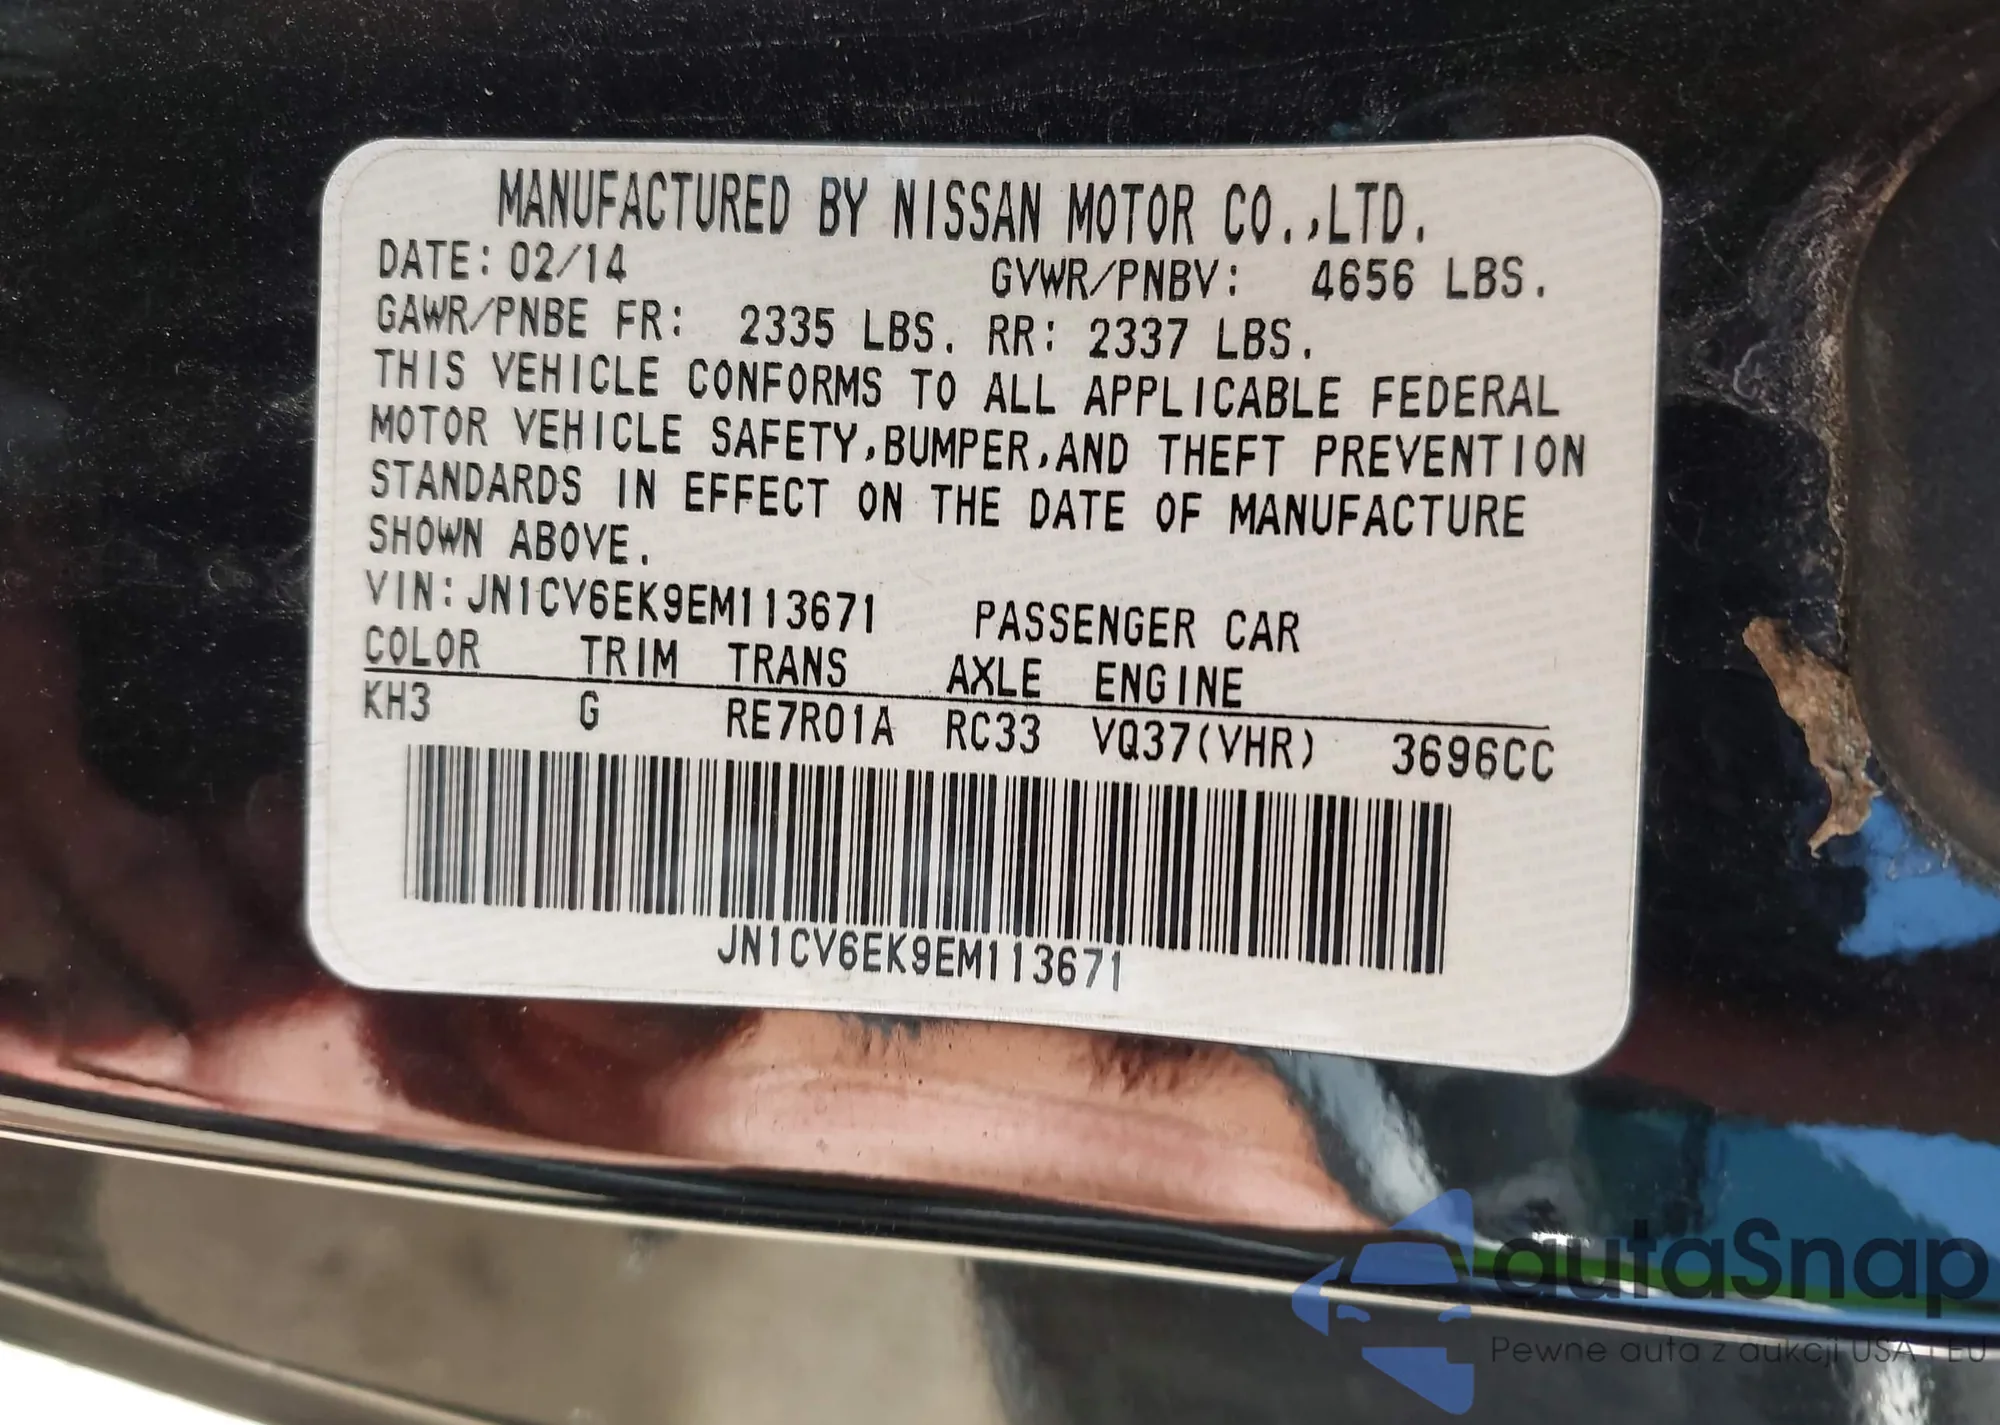 MANUFACTURED BY NISSAN MOTOR CO.,LTD.
DATE: 02/14 GVWR/PNBV: 4656 LBS.
GAWR/PNBE FR: 2335 LBS. RR: 2337 LBS.
THIS VEHICLE CONFORMS TO ALL APPLICABLE FEDERAL
MOTOR VEHICLE SAFETY,BUMPER,AND THEFT PREVENTION
STANDARDS IN EFFECT ON THE DATE OF MANUFACTURE
SHOWN ABOVE.
VIN: JN1CV6EK9EM113671 PASSENGER CAR
COLOR TRIM TRANS AXLE ENGINE
KH3 G RE7R01A RC33 VQ37(VHR) 3696CC
JN1CV6EK9EM113671
autaSnap
Pewne auta z aukcji USA i EU